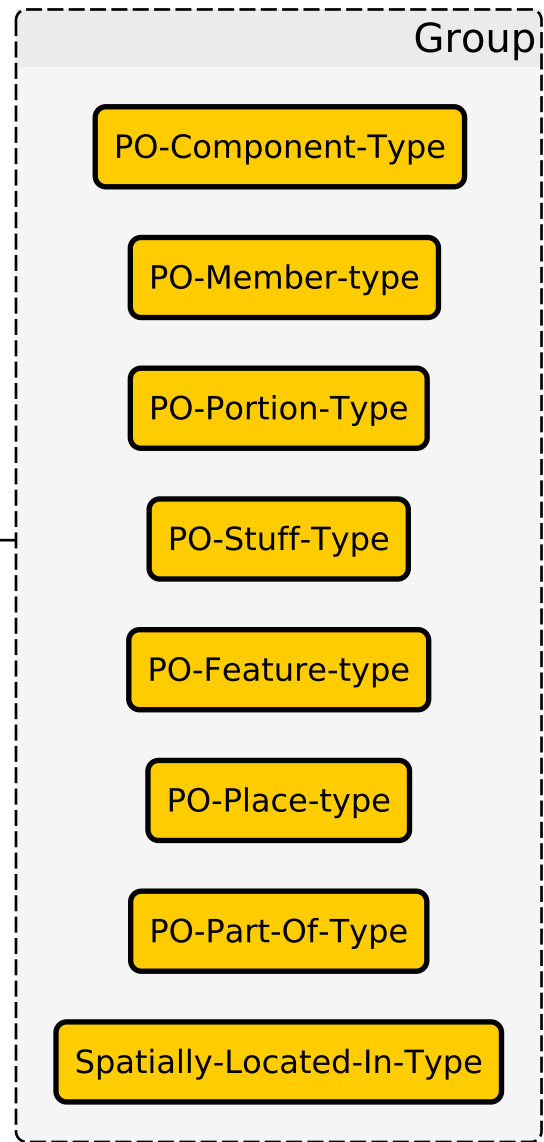 Group
PO-Component-Type
PO-Member-type
PO-Portion-Type
PO-Stuff-Type
PO-Feature-type
PO-Place-type
PO-Part-Of-Type
Spatially-Located-In-Type